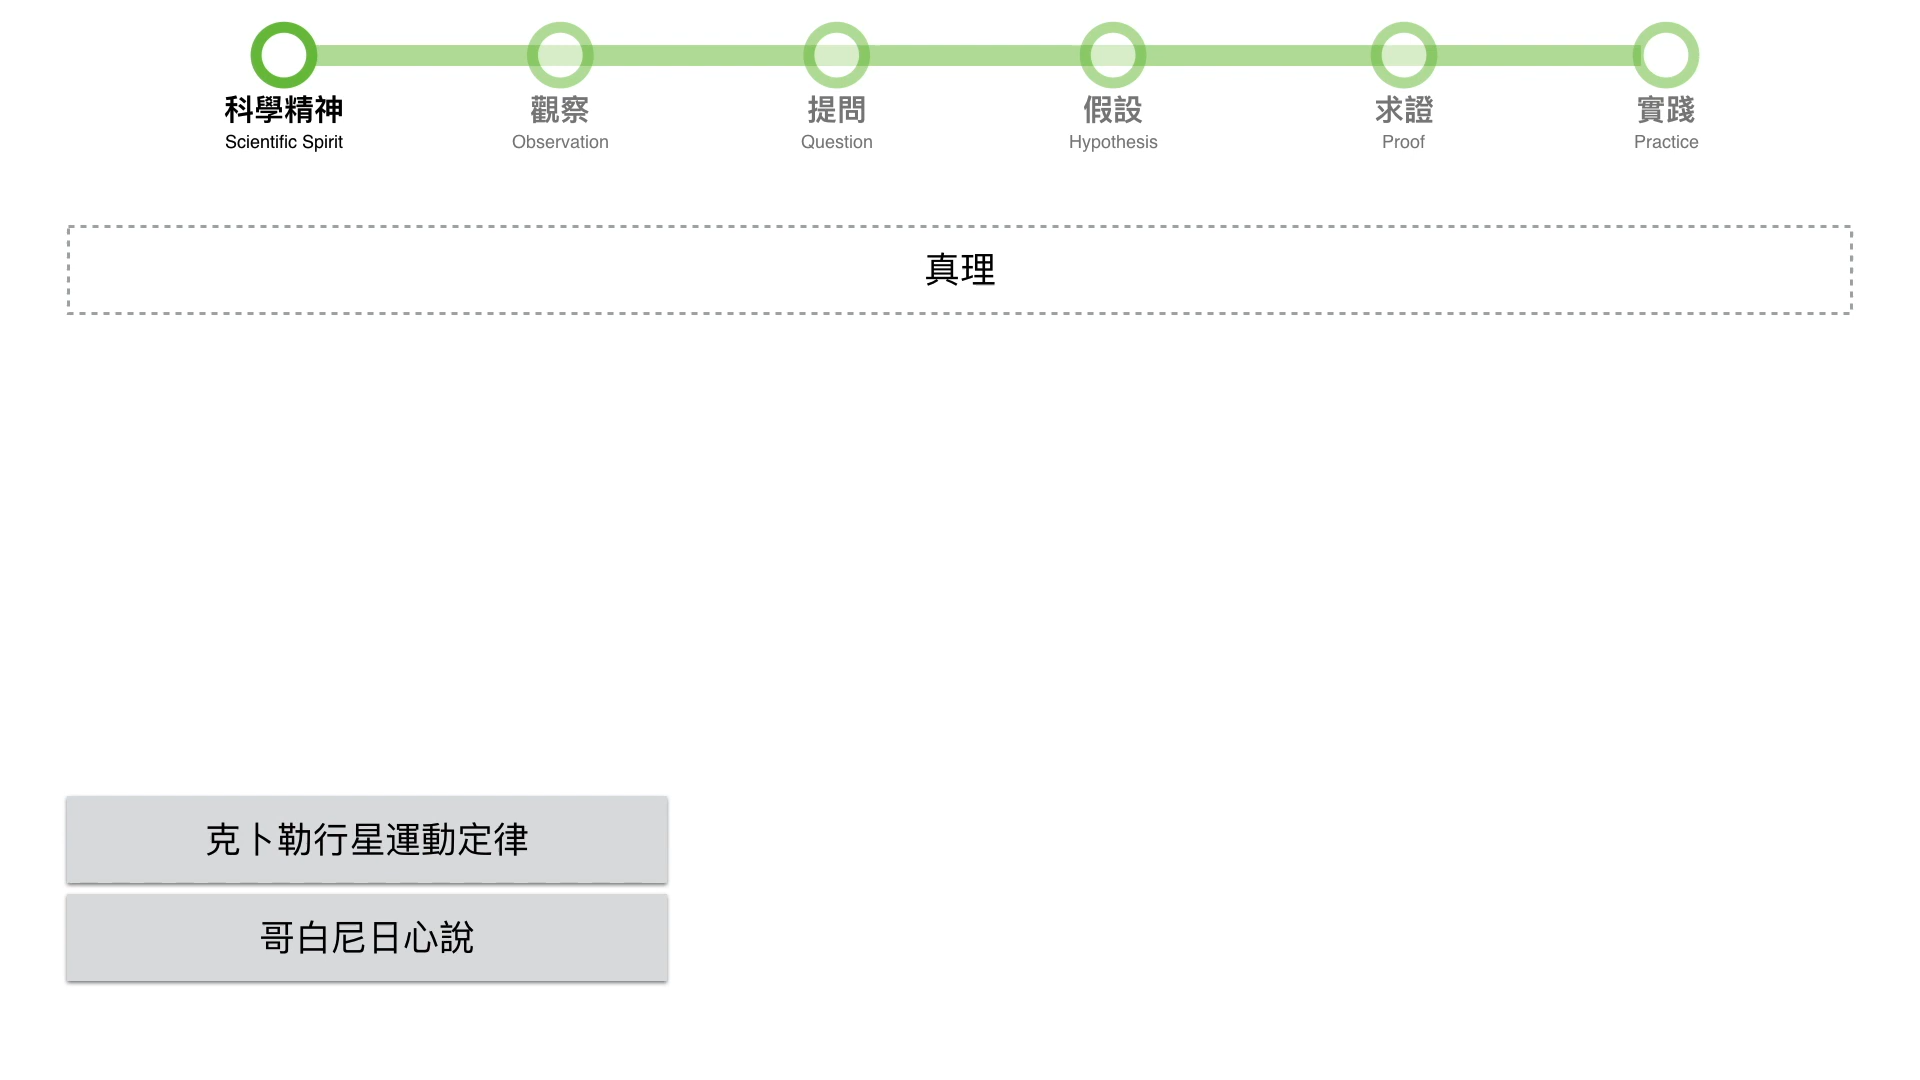 科學精神
Scientific Spirit
觀察
Observation
提問
Question
假設
Hypothesis
求證
Proof
實踐
Practice
真理
克卜勒行星運動定律
哥白尼日心說